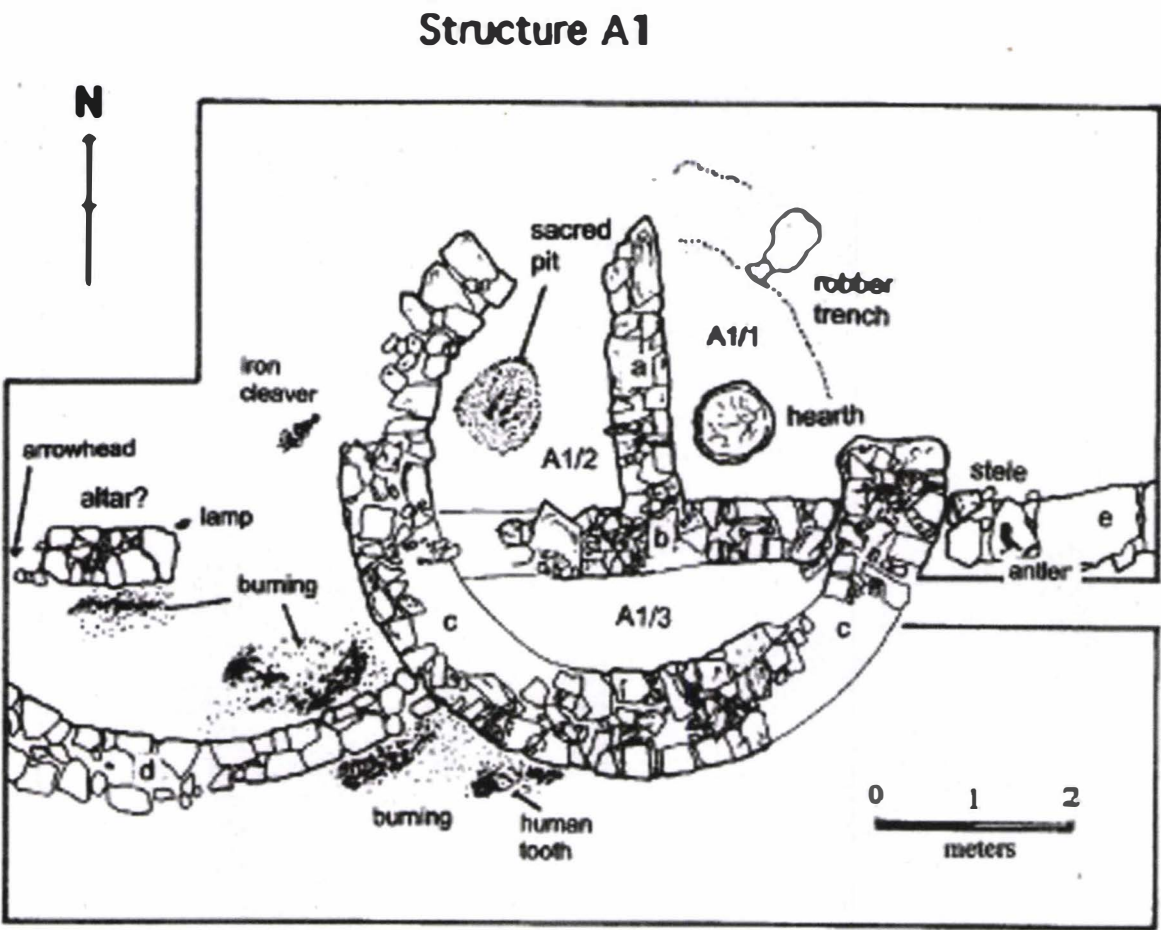 Structure A1
N
sacred
pit
robber
trench
A1/1
a
iron
cleaver
hearth
arrowhead
A1/2
stele
altar?
lamp
e
b
antler
burning
A1/3
c
c
d
burning
human
tooth
0 1 2
meters